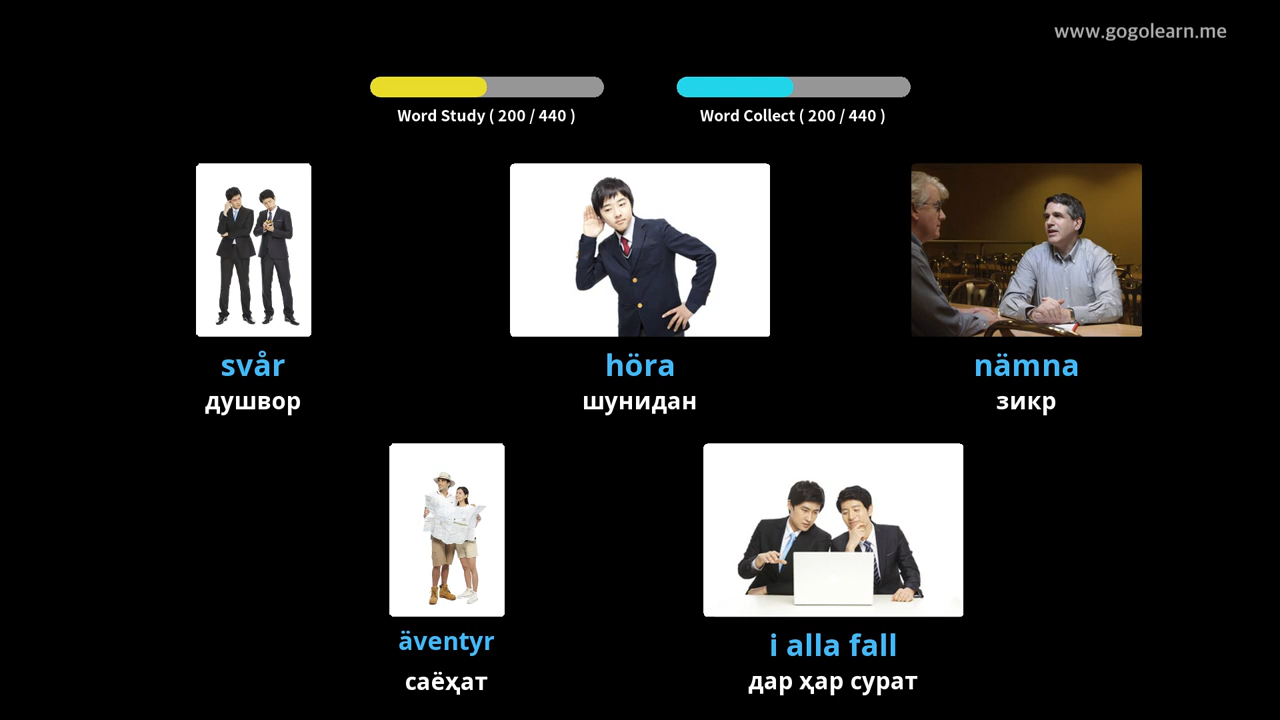 www.gogolearn.me
Word Study ( 200 / 440 )
Word Collect ( 200 / 440 )
svår
höra
nämna
душвор
шунидан
зикр
äventyr
i alla fall
саёҳат
дар ҳар сурат